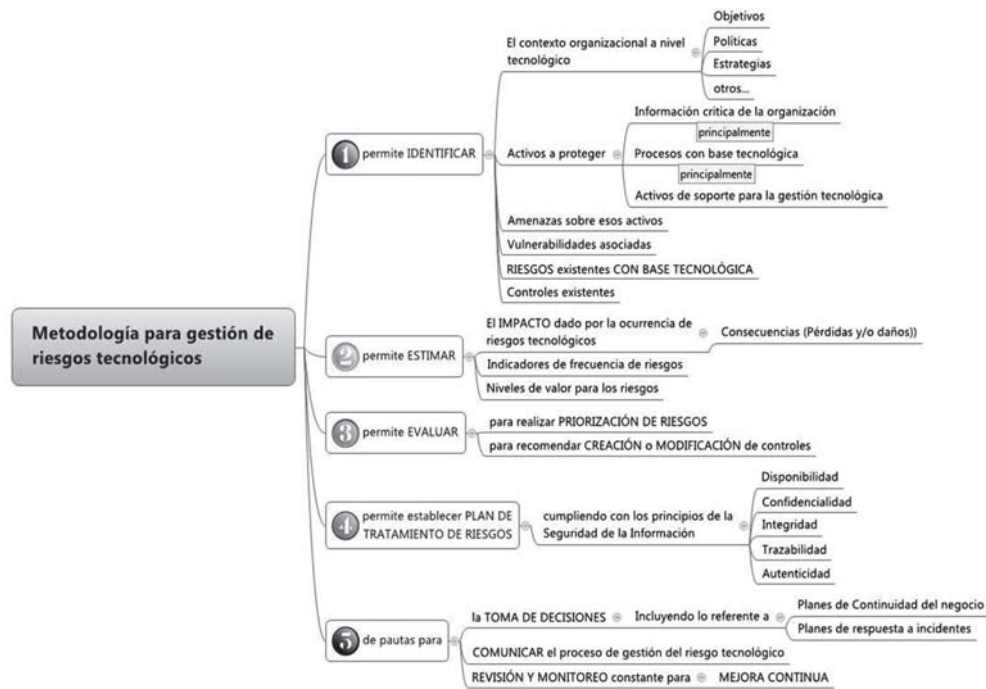 Metodología para gestión de
riesgos tecnológicos
1 permite IDENTIFICAR
El contexto organizacional a nivel
tecnológico
Objetivos
Políticas
Estrategias
otros...
Activos a proteger
Información critica de la organización
principalmente
Procesos con base tecnológica
principalmente
Activos de soporte para la gestión tecnológica
Amenazas sobre esos activos
Vulnerabilidades asociadas
RIESGOS existentes CON BASE TECNOLÓGICA
Controles existentes
2 permite ESTIMAR
El IMPACTO dado por la ocurrencia de
riesgos tecnológicos
Consecuencias (Pérdidas y/o daños))
Indicadores de frecuencia de riesgos
Niveles de valor para los riesgos
3 permite EVALUAR
para realizar PRIORIZACIÓN DE RIESGOS
para recomendar CREACIÓN o MODIFICACIÓN de controles
4 permite establecer PLAN DE
TRATAMIENTO DE RIESGOS
cumpliendo con los principios de la
Seguridad de la Información
Disponibilidad
Confidencialidad
Integridad
Trazabilidad
Autenticidad
5 de pautas para
la TOMA DE DECISIONES
Incluyendo lo referente a
Planes de Continuidad del negocio
Planes de respuesta a incidentes
COMUNICAR el proceso de gestión del riesgo tecnológico
REVISIÓN Y MONITOREO constante para
MEJORA CONTINUA